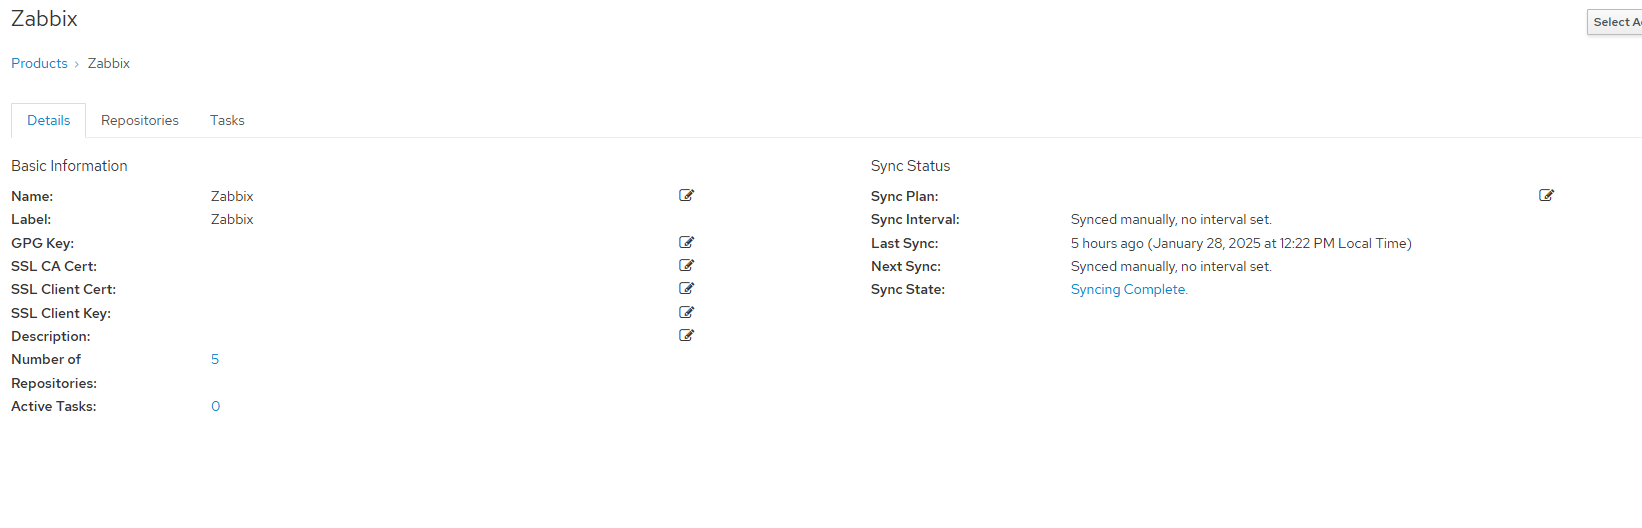 Zabbix
Select A
Products › Zabbix
Details Repositories Tasks
Basic Information
Name: Zabbix
Label: Zabbix
GPG Key:
SSL CA Cert:
SSL Client Cert:
SSL Client Key:
Description:
Number of Repositories: 5
Active Tasks: 0
Sync Status
Sync Plan:
Sync Interval: Synced manually, no interval set.
Last Sync: 5 hours ago (January 28, 2025 at 12:22 PM Local Time)
Next Sync: Synced manually, no interval set.
Sync State: Syncing Complete.